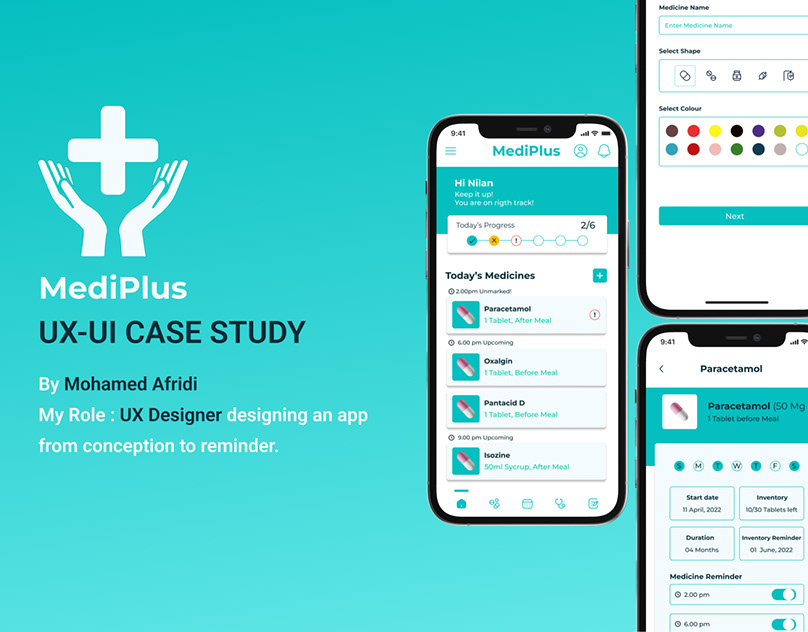 MediPlus
UX-UI CASE STUDY
By Mohamed Afridi
My Role : UX Designer designing an app
from conception to reminder.
9:41
MediPlus
Hi Nilan
Keep it up!
You are on rigth track!
Today's Progress
2/6
Today's Medicines
2.00pm Unmarked!
Paracetamol
1 Tablet, After Meal
6.00 pm Upcoming
Oxalgin
1 Tablet, Before Meal
Pantacid D
1 Tablet, Before Meal
9.00 pm Upcoming
Isozine
50ml Sycrup, After Meal
Medicine Name
Enter Medicine Name
Select Shape
Select Colour
Next
9:41
Paracetamol
Paracetamol (50 Mg
1 Tablet before Meal
S M T W T F S
Start date
11 April, 2022
Inventory
10/30 Tablets left
Duration
04 Months
Inventory Reminder
01 June, 2022
Medicine Reminder
2.00 pm
6.00 pm